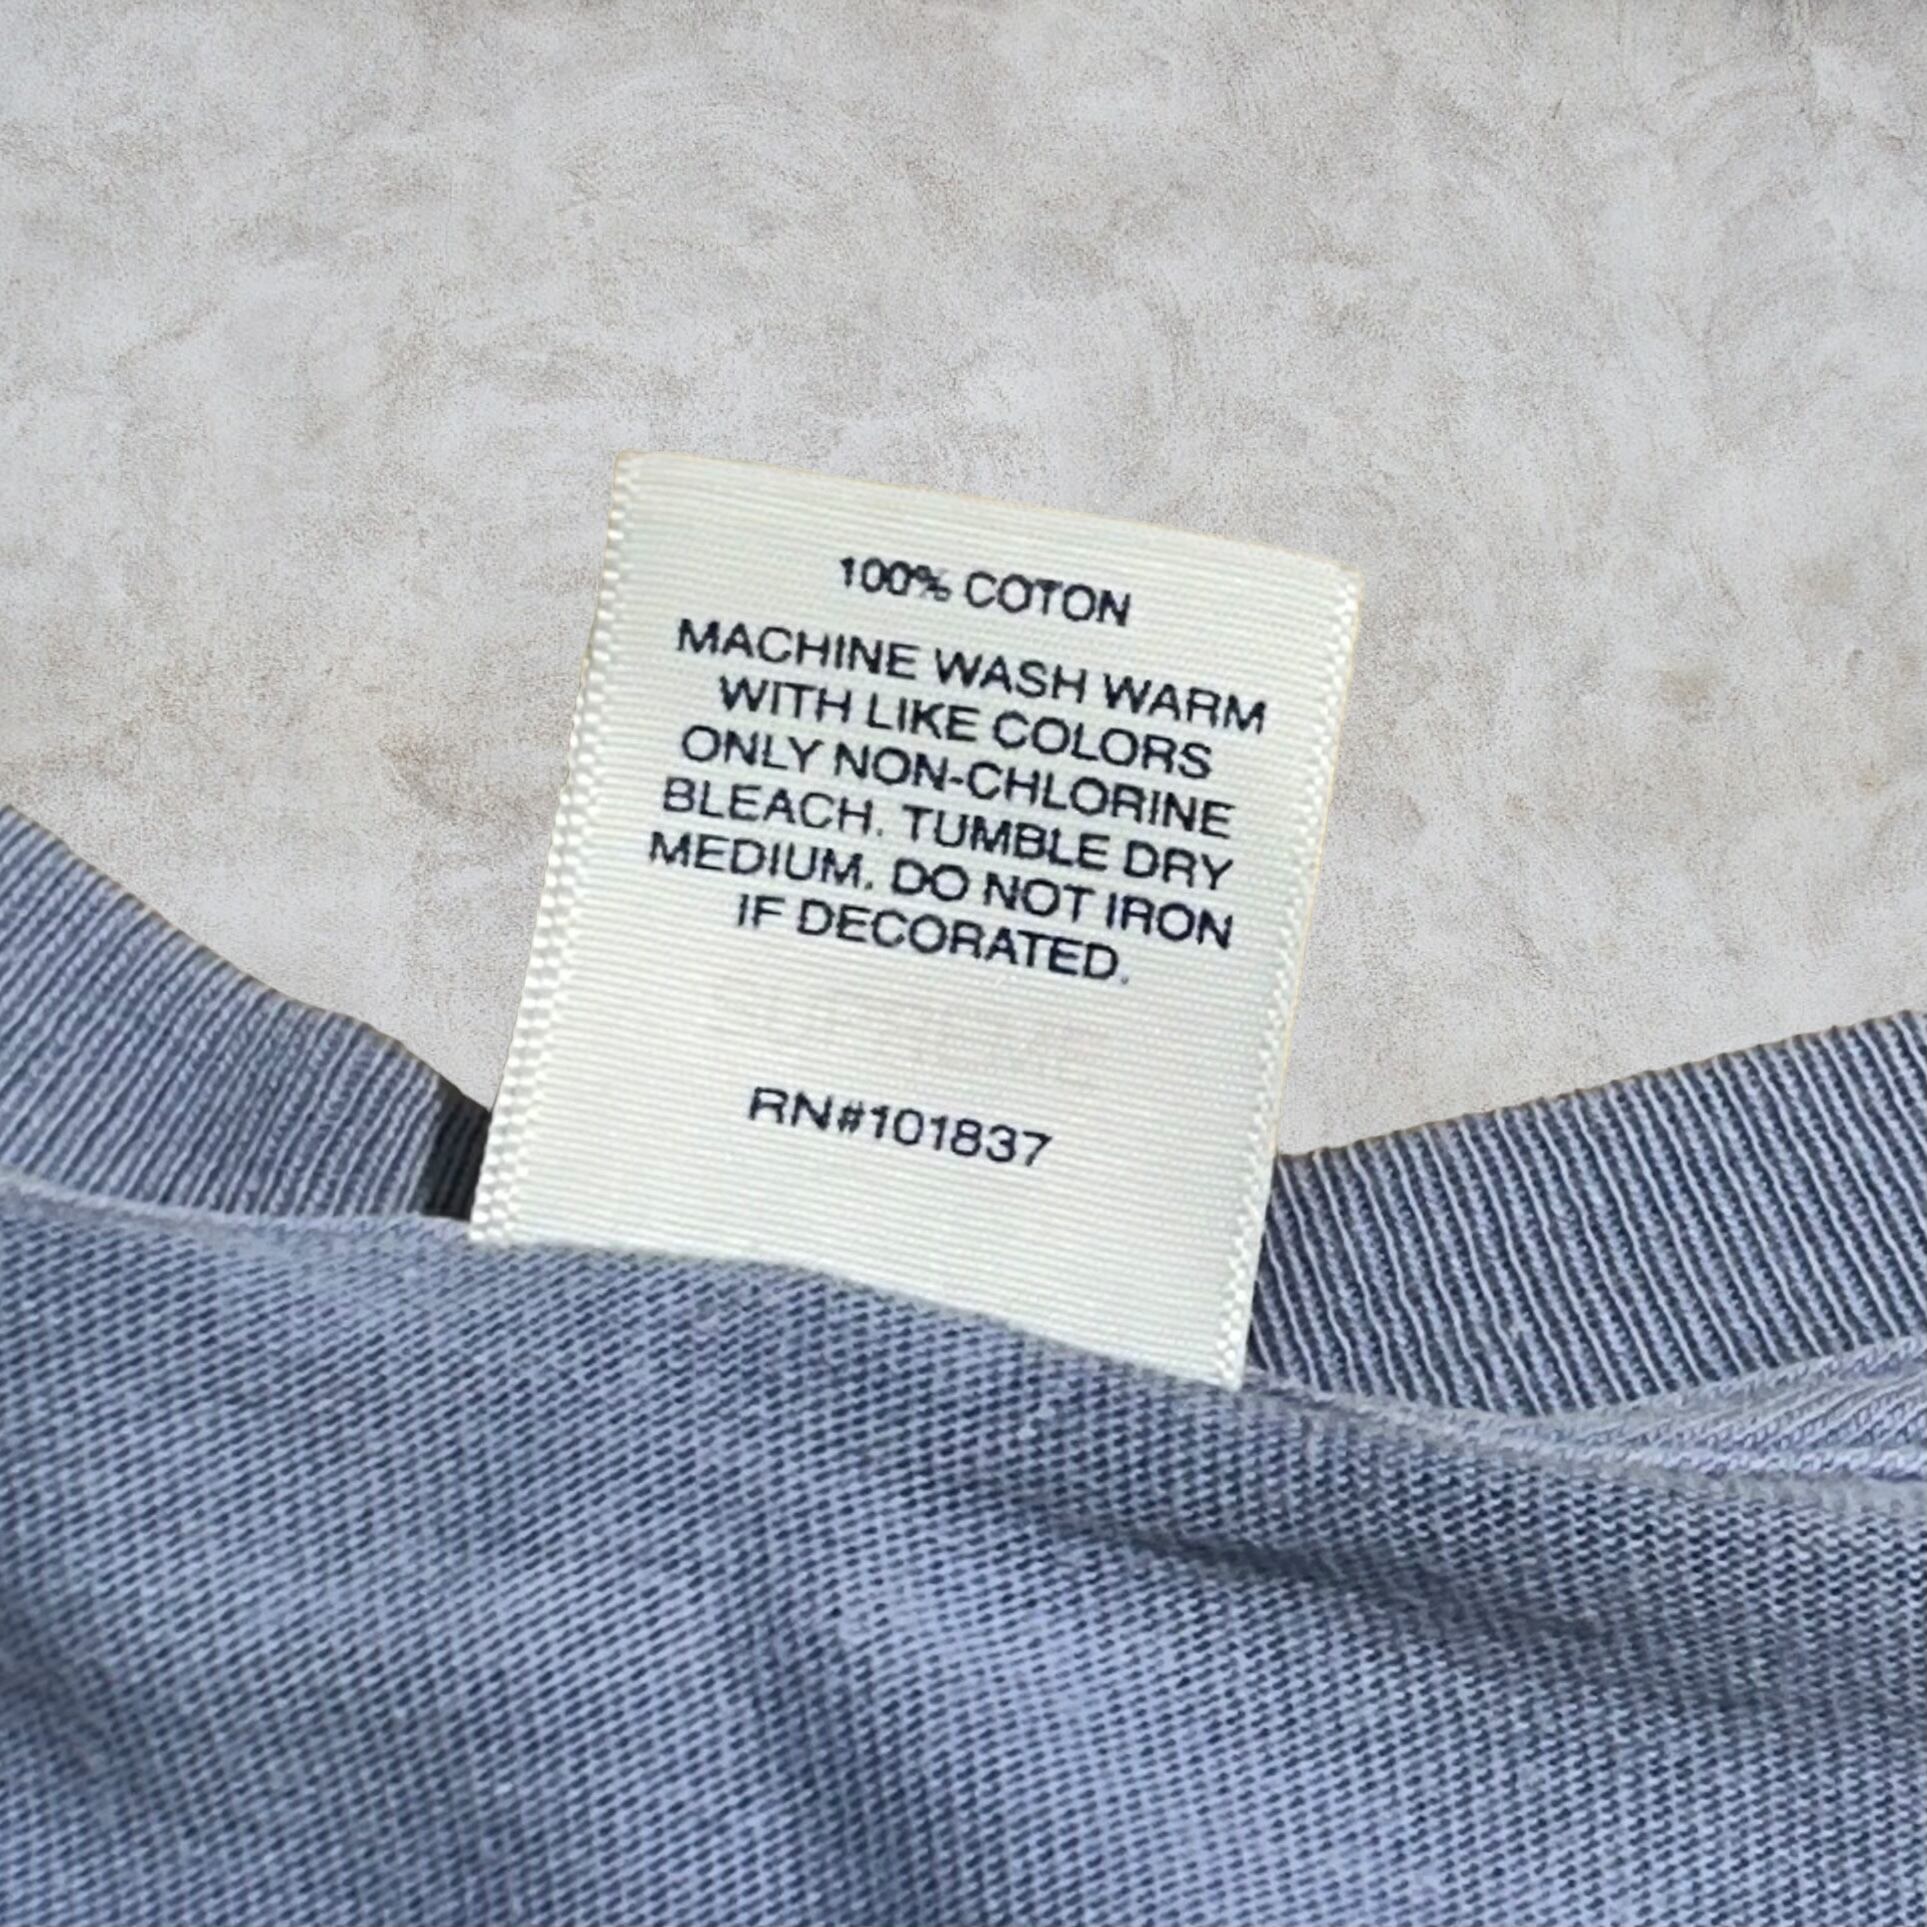 100% COTON
MACHINE WASH WARM
WITH LIKE COLORS
ONLY NON-CHLORINE
BLEACH. TUMBLE DRY
MEDIUM. DO NOT IRON
IF DECORATED.
RN#101837